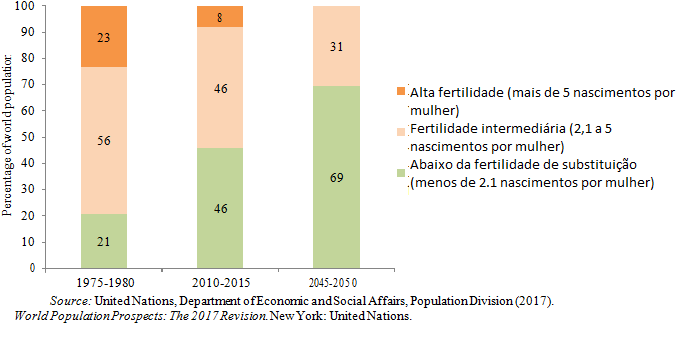 Percentage of world population
100
90
80
70
60
50
40
30
20
10
0
23
56
21
8
46
46
31
69
1975-1980
2010-2015
2045-2050
Alta fertilidade (mais de 5 nascimentos por
mulher)
Fertilidade intermediária (2,1 a 5
nascimentos por mulher)
Abaixo da fertilidade de substituição
(menos de 2.1 nascimentos por mulher)
Source: United Nations, Department of Economic and Social Affairs, Population Division (2017).
World Population Prospects: The 2017 Revision. New York: United Nations.